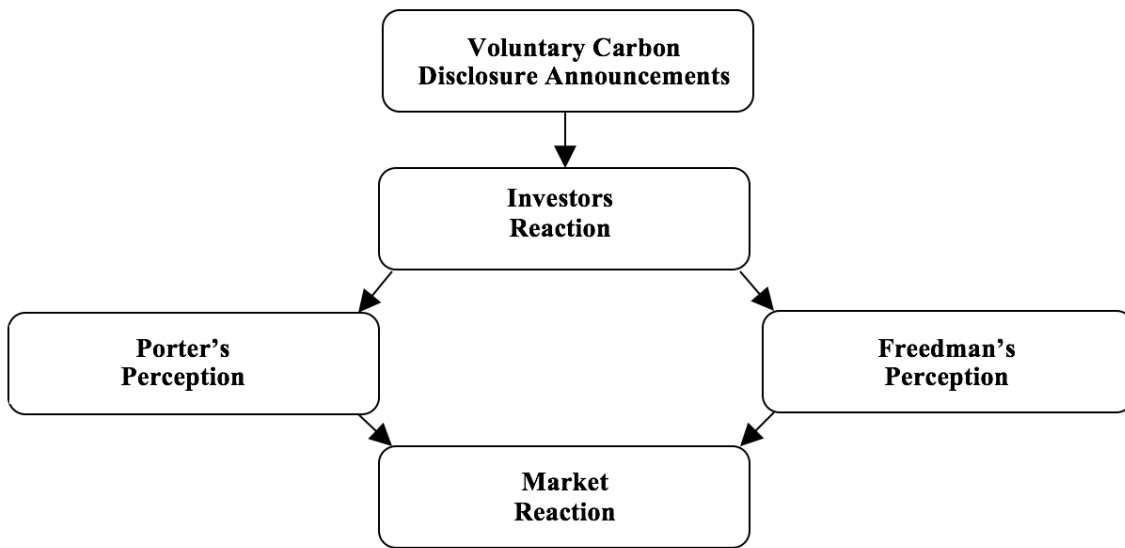 Voluntary Carbon
Disclosure Announcements
Investors
Reaction
Porter’s
Perception
Freedman’s
Perception
Market
Reaction